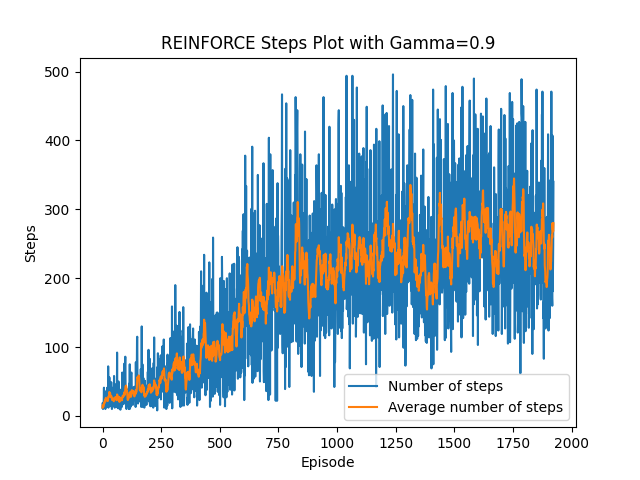 REINFORCE Steps Plot with Gamma=0.9
500
400
300
200
100
0
Steps
0 250 500 750 1000 1250 1500 1750 2000
Episode
Number of steps
Average number of steps